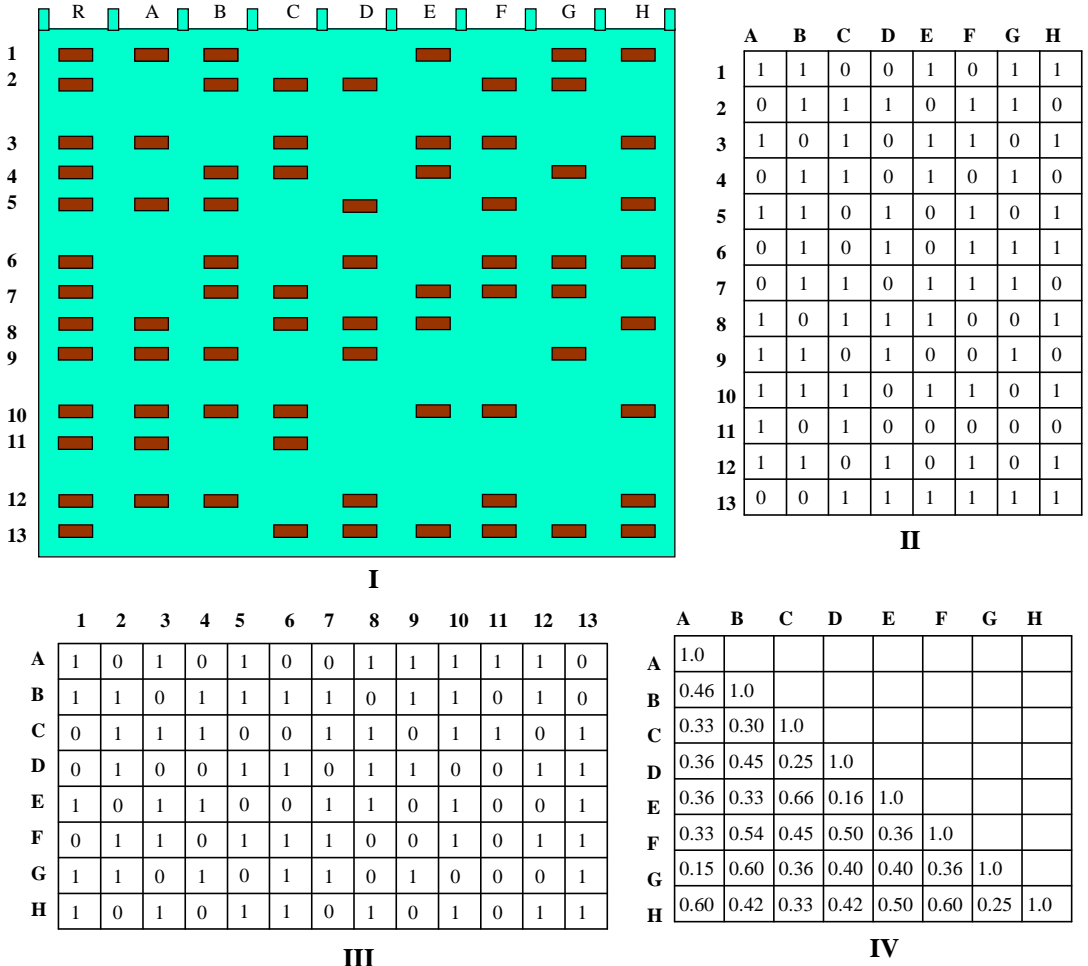 R A B C D E F G H
1
2
3
4
5
6
7
8
9
10
11
12
13
I
A B C D E F G H
1 1 1 0 0 1 0 1 1
2 0 1 1 1 0 1 1 0
3 1 0 1 0 1 1 0 1
4 0 1 1 0 1 0 1 0
5 1 1 0 1 0 1 0 1
6 0 1 0 1 0 1 1 1
7 0 1 1 0 1 1 1 0
8 1 0 1 1 1 0 0 1
9 1 1 0 1 0 0 1 0
10 1 1 1 0 1 1 0 1
11 1 0 1 0 0 0 0 0
12 1 1 0 1 0 1 0 1
13 0 0 1 1 1 1 1 1
II
1 2 3 4 5 6 7 8 9 10 11 12 13
A 1 0 1 0 1 0 0 1 1 1 1 1 0
B 1 1 0 1 1 1 1 0 1 1 0 1 0
C 0 1 1 1 0 0 1 1 0 1 1 0 1
D 0 1 0 0 1 1 0 1 1 0 0 1 1
E 1 0 1 1 0 0 1 1 0 1 0 0 1
F 0 1 1 0 1 1 1 0 0 1 0 1 1
G 1 1 0 1 0 1 1 0 1 0 0 0 1
H 1 0 1 0 1 1 0 1 0 1 0 1 1
III
A B C D E F G H
A 1.0
B 0.46 1.0
C 0.33 0.30 1.0
D 0.36 0.45 0.25 1.0
E 0.36 0.33 0.66 0.16 1.0
F 0.33 0.54 0.45 0.50 0.36 1.0
G 0.15 0.60 0.36 0.40 0.40 0.36 1.0
H 0.60 0.42 0.33 0.42 0.50 0.60 0.25 1.0
IV